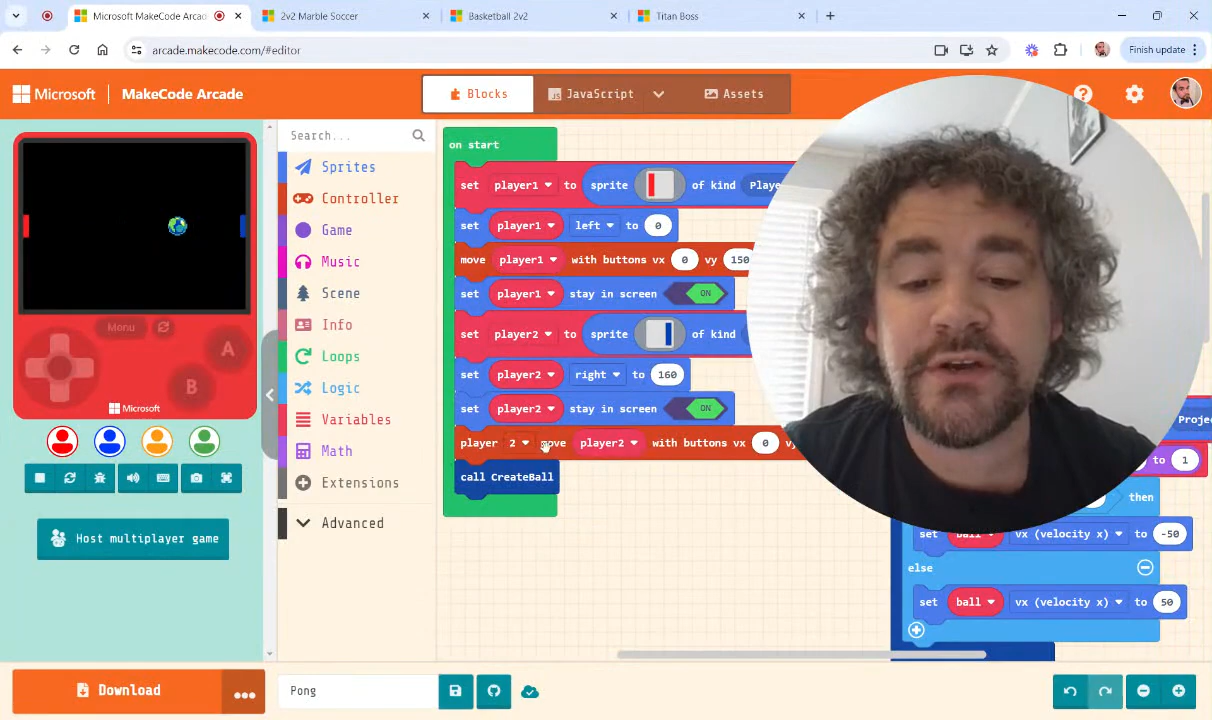 Microsoft MakeCode Arcad
2v2 Marble Soccer
Basketball 2v2
Titan Boss
arcade.makecode.com/#editor
Finish update
Microsoft
MakeCode Arcade
Blocks
JavaScript
Assets
Menu
A
B
Microsoft
Host multiplayer game
Search...
Sprites
Controller
Game
Music
Scene
Info
Loops
Logic
Variables
Math
Extensions
Advanced
on start
set player1 to sprite of kind Playe
set player1 left to 0
move player1 with buttons vx 0 vy 150
set player1 stay in screen ON
set player2 to sprite of kind
set player2 right to 160
set player2 stay in screen ON
player 2 move player2 with buttons vx 0 vy
call CreateBall
Projec
to 1
then
set ball vx (velocity x) to -50
else
set ball vx (velocity x) to 50
Download
Pong